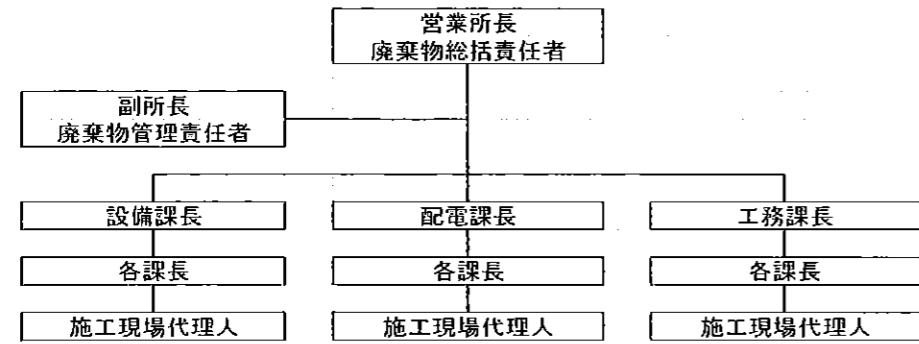 営業所長
廃棄物総括責任者
副所長
廃棄物管理責任者
設備課長
配電課長
工務課長
各課長
各課長
各課長
施工現場代理人
施工現場代理人
施工現場代理人